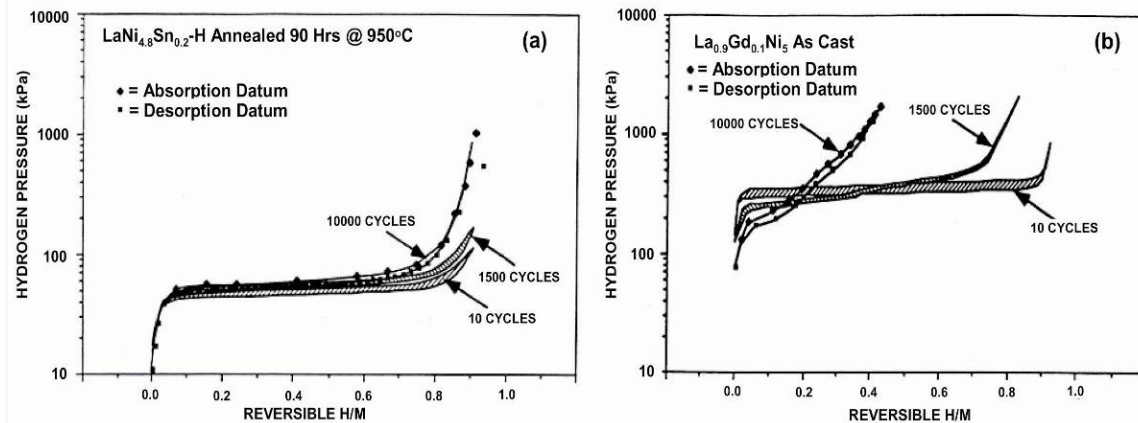 10000
1000
100
10
HYDROGEN PRESSURE (kPa)
LaNi4.8Sn0.2-H Annealed 90 Hrs @ 950°C
(a)
= Absorption Datum
= Desorption Datum
10000 CYCLES
1500 CYCLES
10 CYCLES
0.0 0.2 0.4 0.6 0.8 1.0
REVERSIBLE H/M
10000
1000
100
10
HYDROGEN PRESSURE (kPa)
(b)
La0.9Gd0.1Ni5 As Cast
= Absorption Datum
= Desorption Datum
10000 CYCLES
1500 CYCLES
10 CYCLES
0.0 0.2 0.4 0.6 0.8 1.0
REVERSIBLE H/M